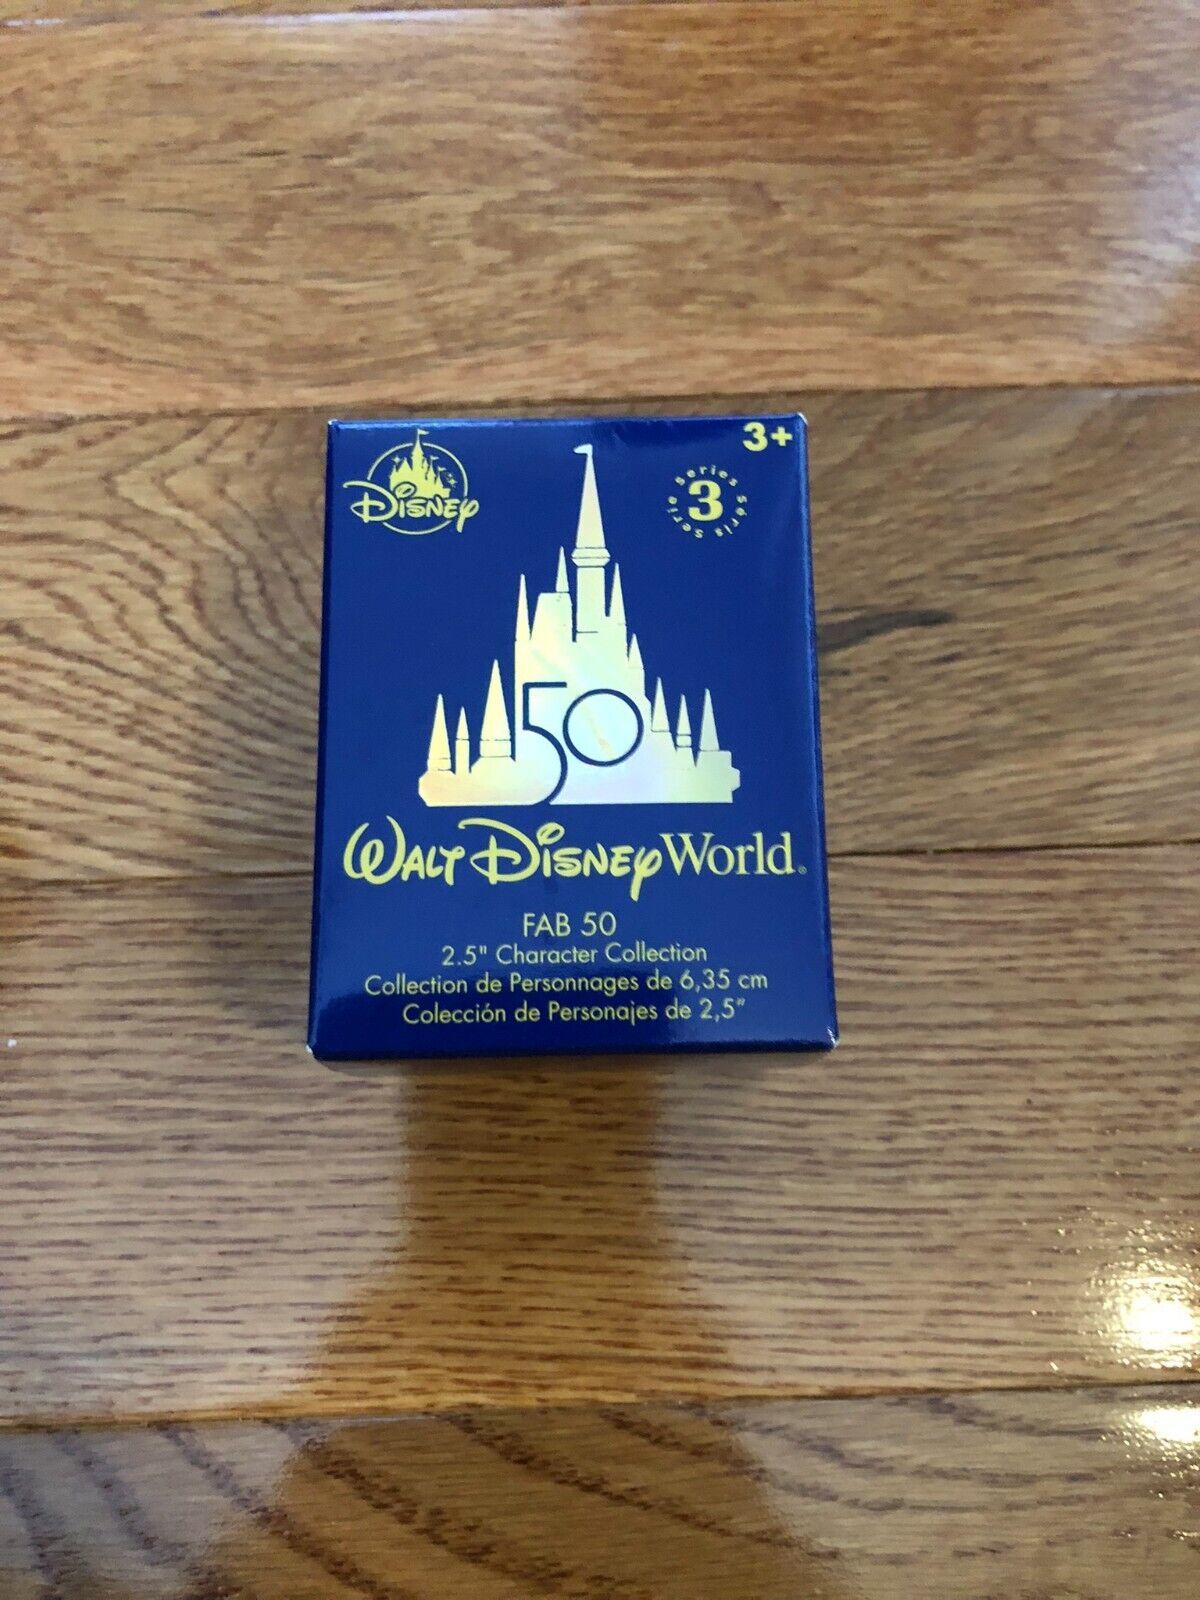 Disney
3+
Series Séris Serie
3
50
Walt Disney World®
FAB 50
2.5" Character Collection
Collection de Personnages de 6,35 cm
Colección de Personajes de 2,5"